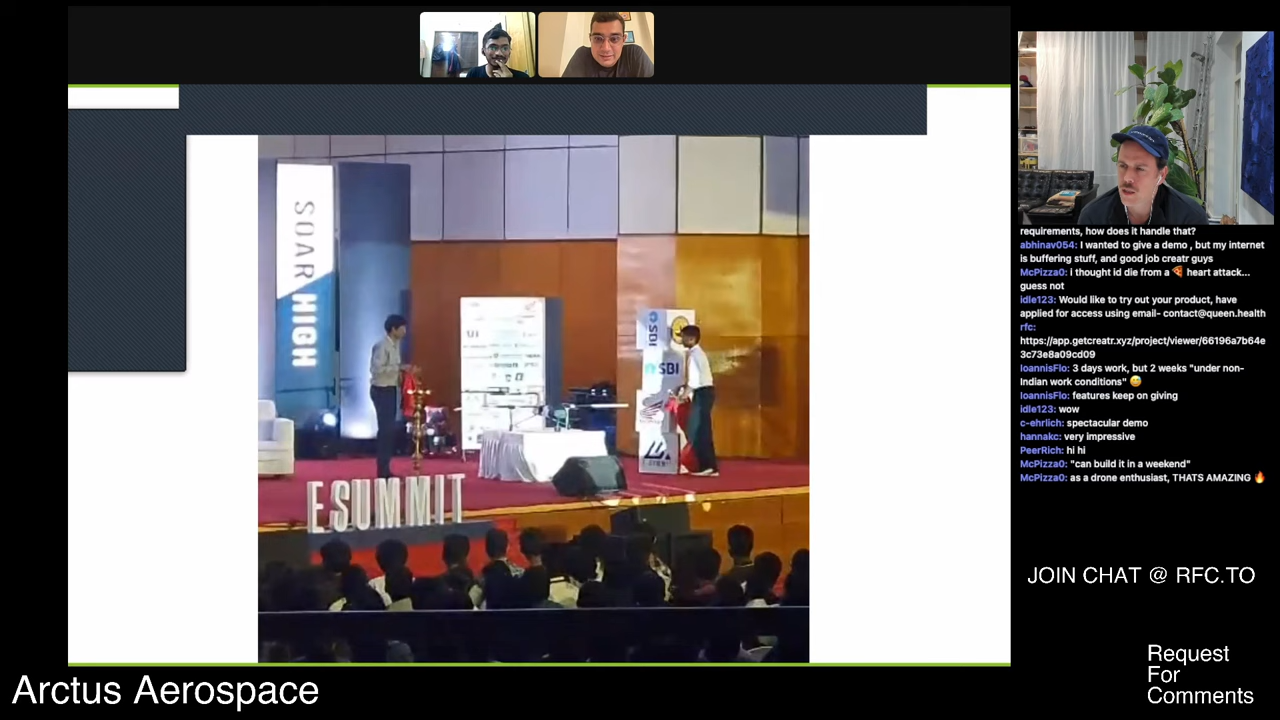 SOAR HIGH
SBI
SBI
E SUMMIT
requirements, how does it handle that?
abhinav054: I wanted to give a demo , but my internet
is buffering stuff, and good job creatr guys
McPizza0: i thought id die from a 🍕 heart attack...
guess not
idle123: Would like to try out your product, have
applied for access using email- contact@queen.health
rfc:
https://app.getcreatr.xyz/project/viewer/66196a7b64e
3c73e8a09cd09
IoannisFlo: 3 days work, but 2 weeks "under non-
Indian work conditions" 😅
IoannisFlo: features keep on giving
idle123: wow
c-ehrlich: spectacular demo
hannakc: very impressive
PeerRich: hi hi
McPizza0: "can build it in a weekend"
McPizza0: as a drone enthusiast, THATS AMAZING 🔥
JOIN CHAT @ RFC.TO
Arctus Aerospace
Request
For
Comments